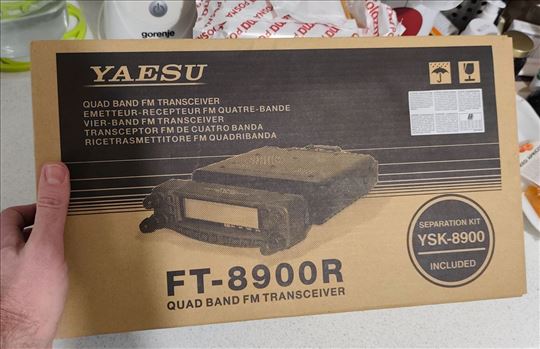 gorenje
YAESU
QUAD BAND FM TRANSCEIVER
EMETTEUR-RECEPTEUR FM QUATRE-BANDE
VIER-BAND FM TRANSCEIVER
TRANSCEPTOR FM DE CUATRO BANDA
RICETRASMETTITORE FM QUADRIBANDA
YAESU
SEPARATION KIT
YSK-8900
INCLUDED
FT-8900R
QUAD BAND FM TRANSCEIVER